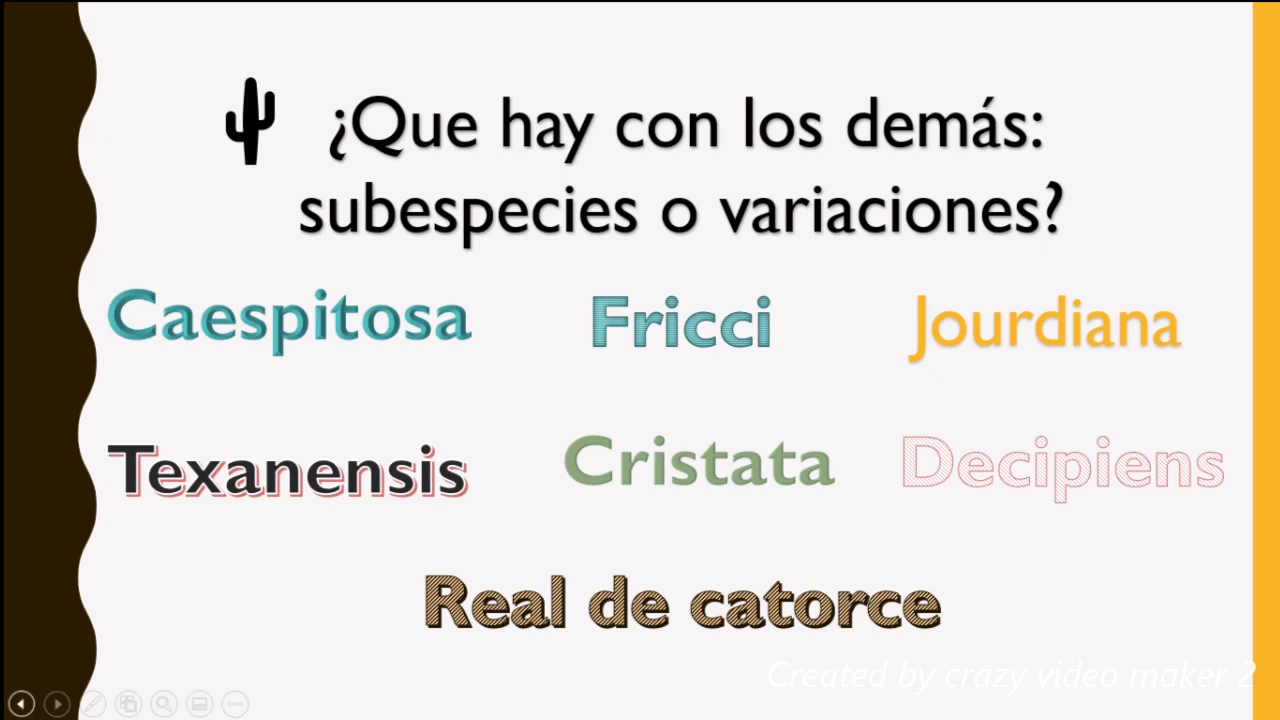 ¿Que hay con los demás:
subespecies o variaciones?
Caespitosa Fricci Jourdiana
Texanensis Cristata Decipiens
Real de catorce
Created by crazy video maker 2